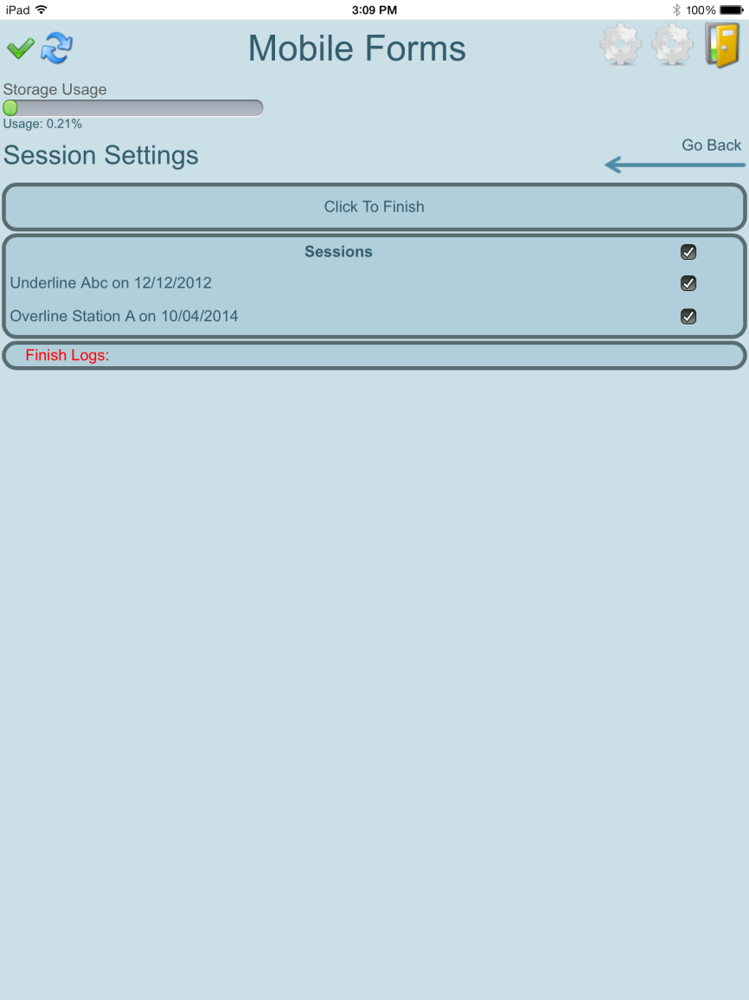 iPad 3:09 PM 100%
Mobile Forms
Storage Usage
Usage: 0.21%
Go Back
Session Settings
Click To Finish
Sessions
Underline Abc on 12/12/2012
Overline Station A on 10/04/2014
Finish Logs: